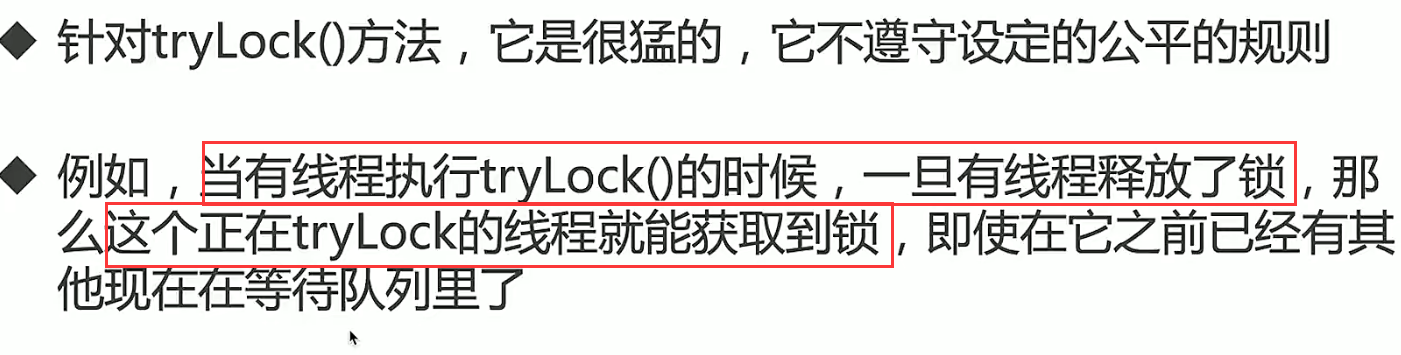 ◆ 针对tryLock()方法，它是很猛的，它不遵守设定的公平的规则
◆ 例如，当有线程执行tryLock()的时候，一旦有线程释放了锁，那
么这个正在tryLock的线程就能获取到锁，即使在它之前已经有其
他现在在等待队列里了